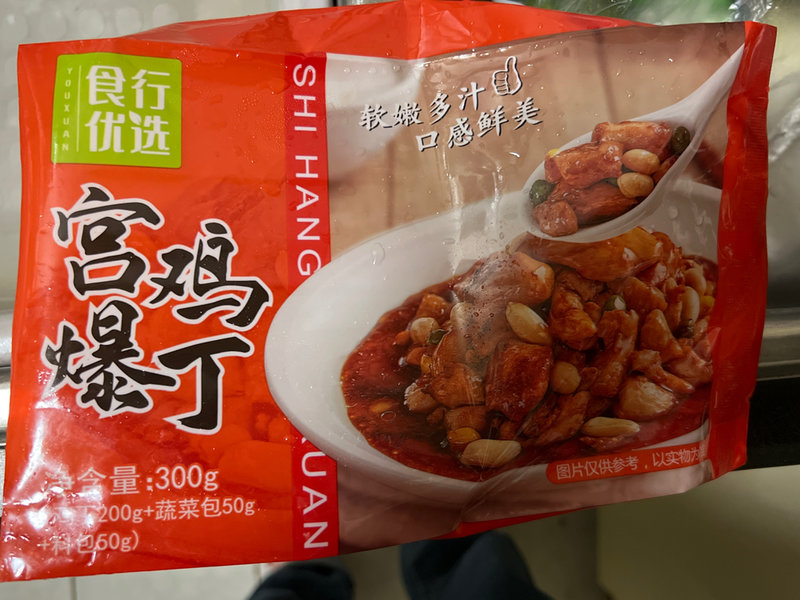 YOUXUAN
食行
优选
SHI HANG
UAN
软嫩多汁
口感鲜美
宫爆
鸡丁
净含量:300g
200g+蔬菜包50g
+料包50g)
图片仅供参考,以实物为